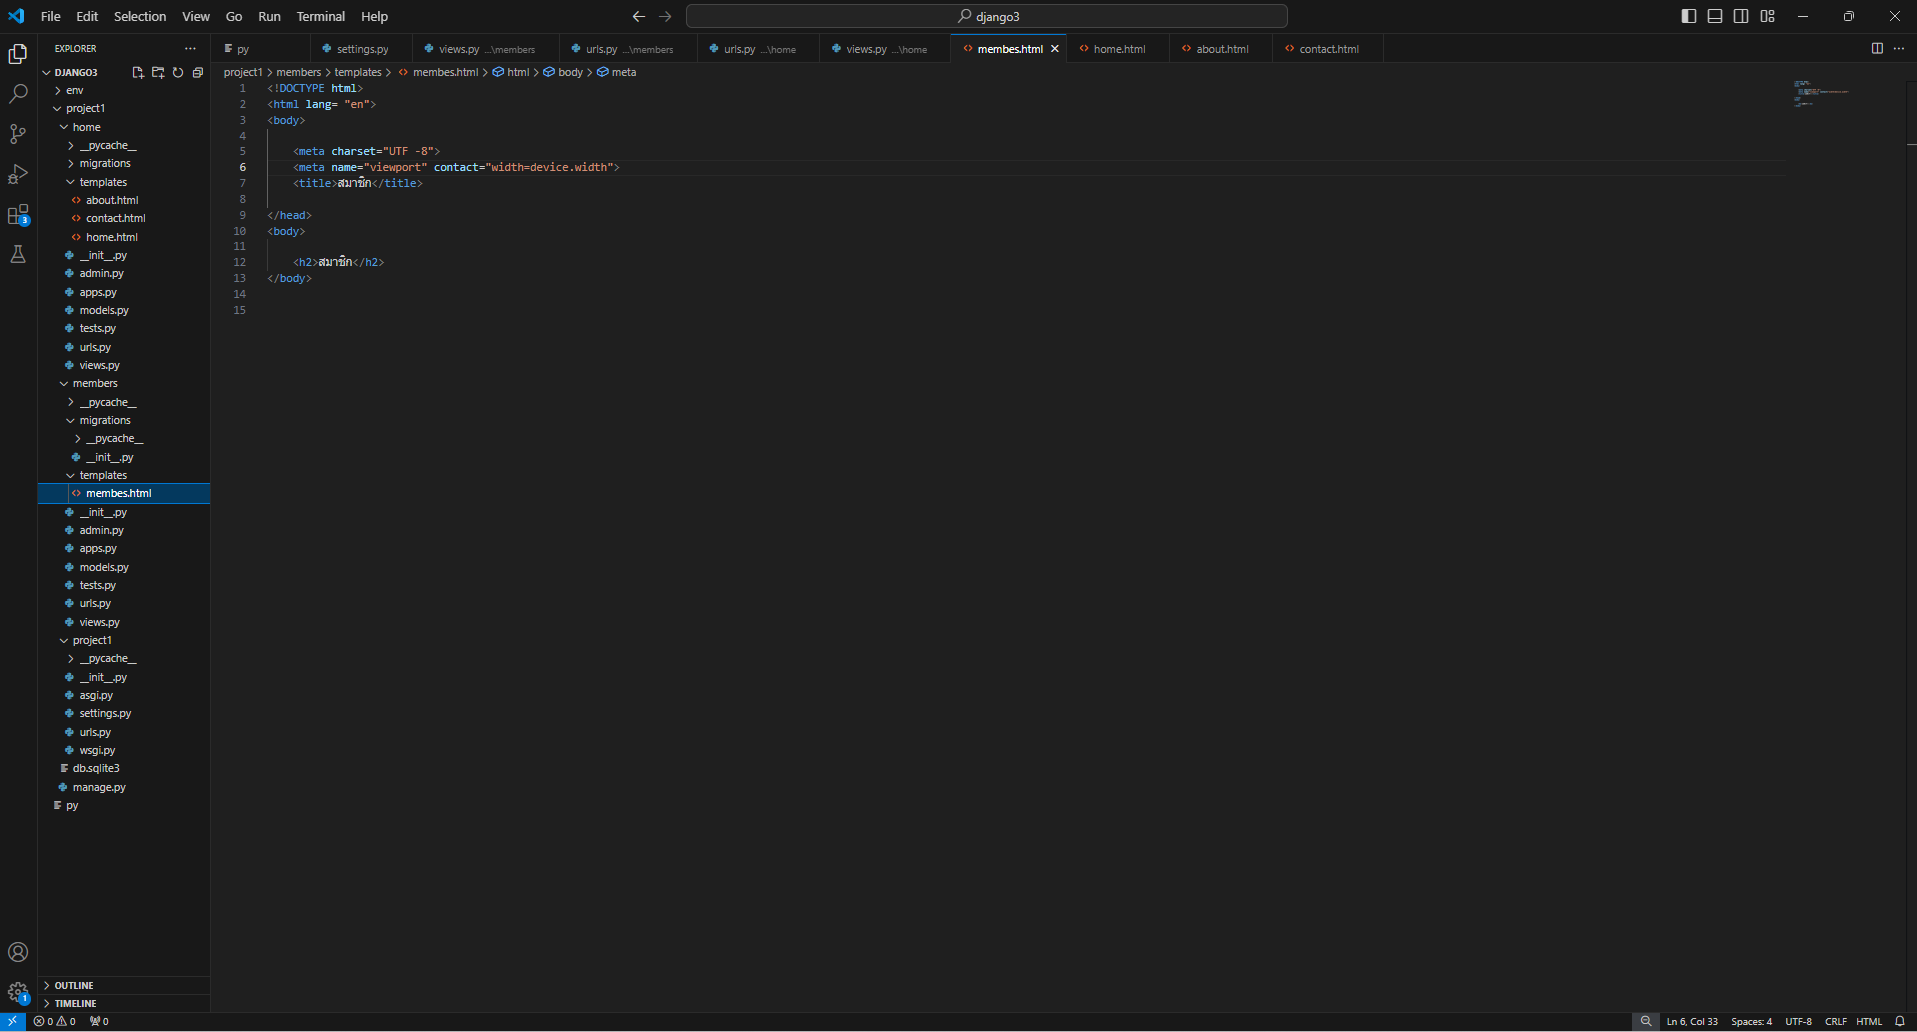 File Edit Selection View Go Run Terminal Help
django3
EXPLORER
py
settings.py
views.py ...\members
urls.py ...\members
urls.py ...\home
views.py ...\home
membes.html
home.html
about.html
contact.html
DJANGO3
project1 > members > templates > membes.html > html > body > meta
env
project1
home
__pycache__
migrations
templates
about.html
contact.html
home.html
__init__.py
admin.py
apps.py
models.py
tests.py
urls.py
views.py
members
__pycache__
migrations
__pycache__
__init__.py
templates
membes.html
__init__.py
admin.py
apps.py
models.py
tests.py
urls.py
views.py
project1
__pycache__
__init__.py
asgi.py
settings.py
urls.py
wsgi.py
db.sqlite3
manage.py
py
1 <!DOCTYPE html>
2 <html lang= "en">
3 <body>
4
5 <meta charset="UTF -8">
6 <meta name="viewport" contact="width=device.width">
7 <title>สมาชิก</title>
8
9 </head>
10 <body>
11
12 <h2>สมาชิก</h2>
13 </body>
14
15
3
1
OUTLINE
TIMELINE
0 0 0
Ln 6, Col 33 Spaces: 4 UTF-8 CRLF HTML